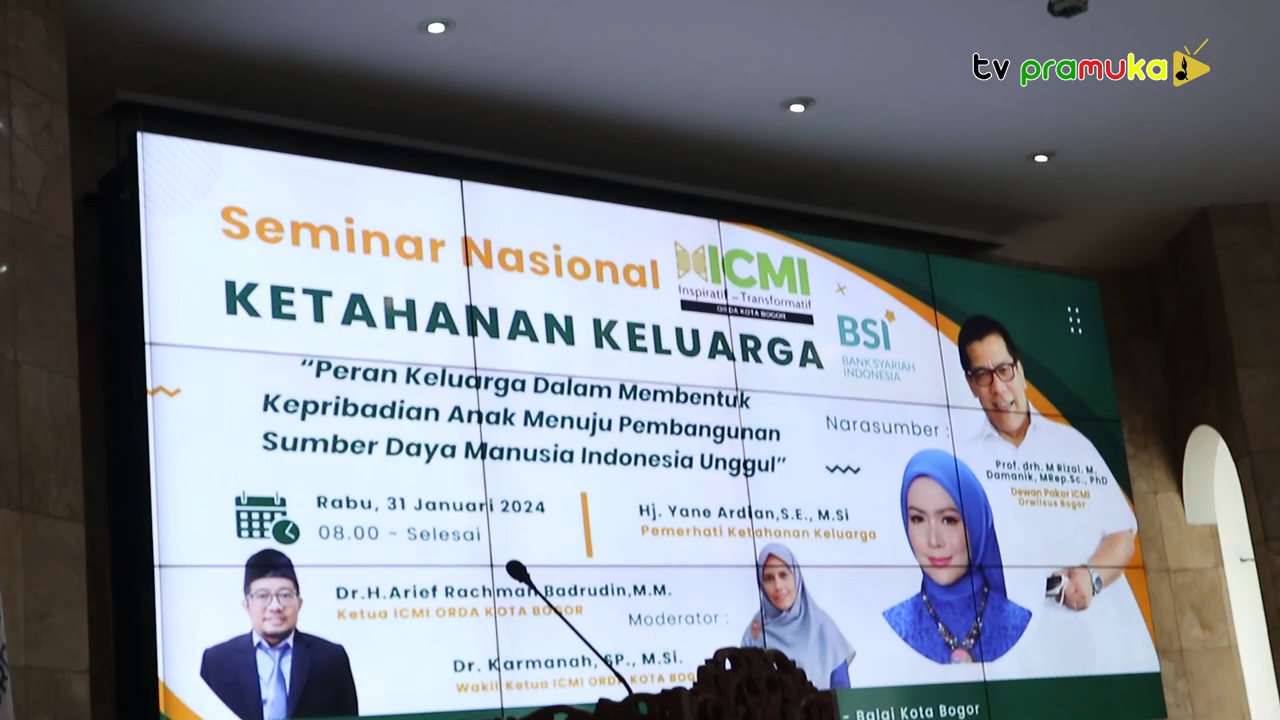 tv pramuka
Seminar Nasional
ICMI
Inspiratif – Transformatif
ORDA KOTA BOGOR
KETAHANAN KELUARGA
BSI
BANK SYARIAH
INDONESIA
“Peran Keluarga Dalam Membentuk
Kepribadian Anak Menuju Pembangunan
Sumber Daya Manusia Indonesia Unggul”
Narasumber :
Prof. drh. M Rizal. M.
Damanik, MRep.Sc., PhD
Dewan Pakar ICMI
Orwilsus Bogor
Rabu, 31 Januari 2024
08.00 - Selesai
Hj. Yane Ardian,S.E., M.Si
Pemerhati Ketahanan Keluarga
Dr.H.Arief Rachman Badrudin,M.M.
Ketua ICMI ORDA KOTA BOGOR
Moderator :
Dr. Karmanah, SP., M.Si.
Wakil Ketua ICMI ORDA KOTA
- Balai Kota Bogor